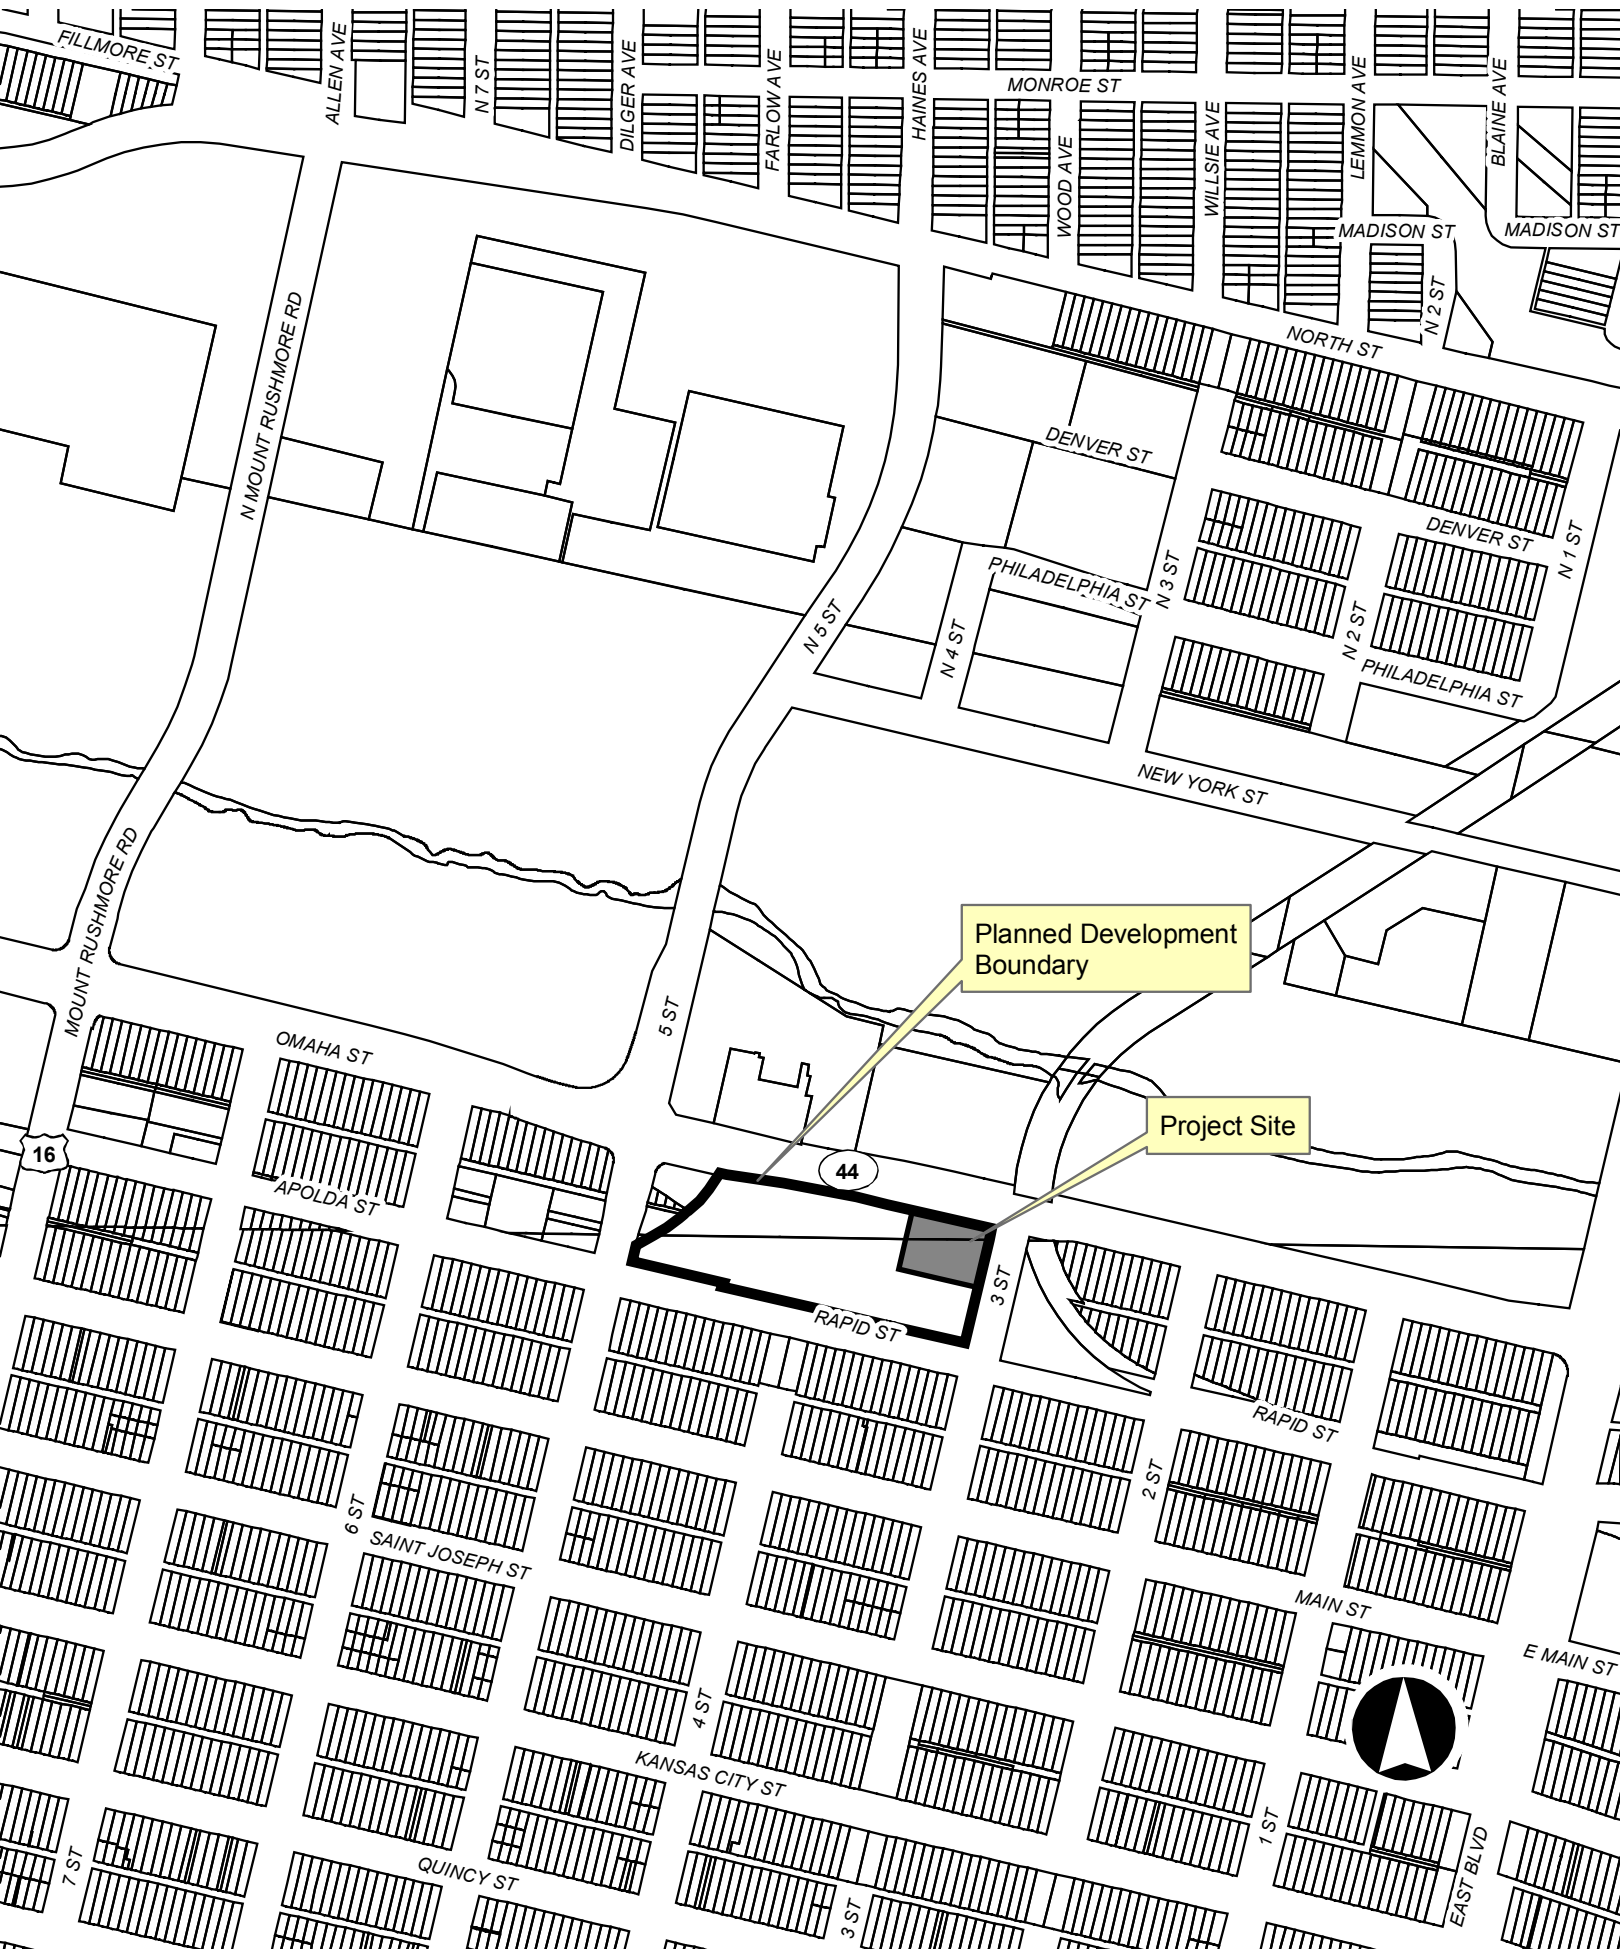 FILLMORE ST
ALLEN AVE
N 7 ST
DILGER AVE
FARLOW AVE
HAINES AVE
MONROE ST
WOOD AVE
WILLSIE AVE
LEMMON AVE
BLAINE AVE
MADISON ST
MADISON ST
N 2 ST
NORTH ST
N MOUNT RUSHMORE RD
DENVER ST
DENVER ST
N 1 ST
PHILADELPHIA ST
N 3 ST
N 5 ST
N 4 ST
N 2 ST
PHILADELPHIA ST
NEW YORK ST
MOUNT RUSHMORE RD
Planned Development
Boundary
5 ST
OMAHA ST
Project Site
16
44
APOLDA ST
3 ST
RAPID ST
RAPID ST
2 ST
6 ST
SAINT JOSEPH ST
MAIN ST
E MAIN ST
4 ST
KANSAS CITY ST
1 ST
7 ST
QUINCY ST
EAST BLVD
3 ST